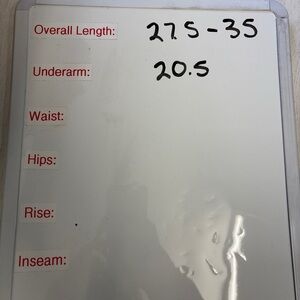 Overall Length: 27.5 - 35
Underarm: 20.5
Waist:
Hips:
Rise:
Inseam: